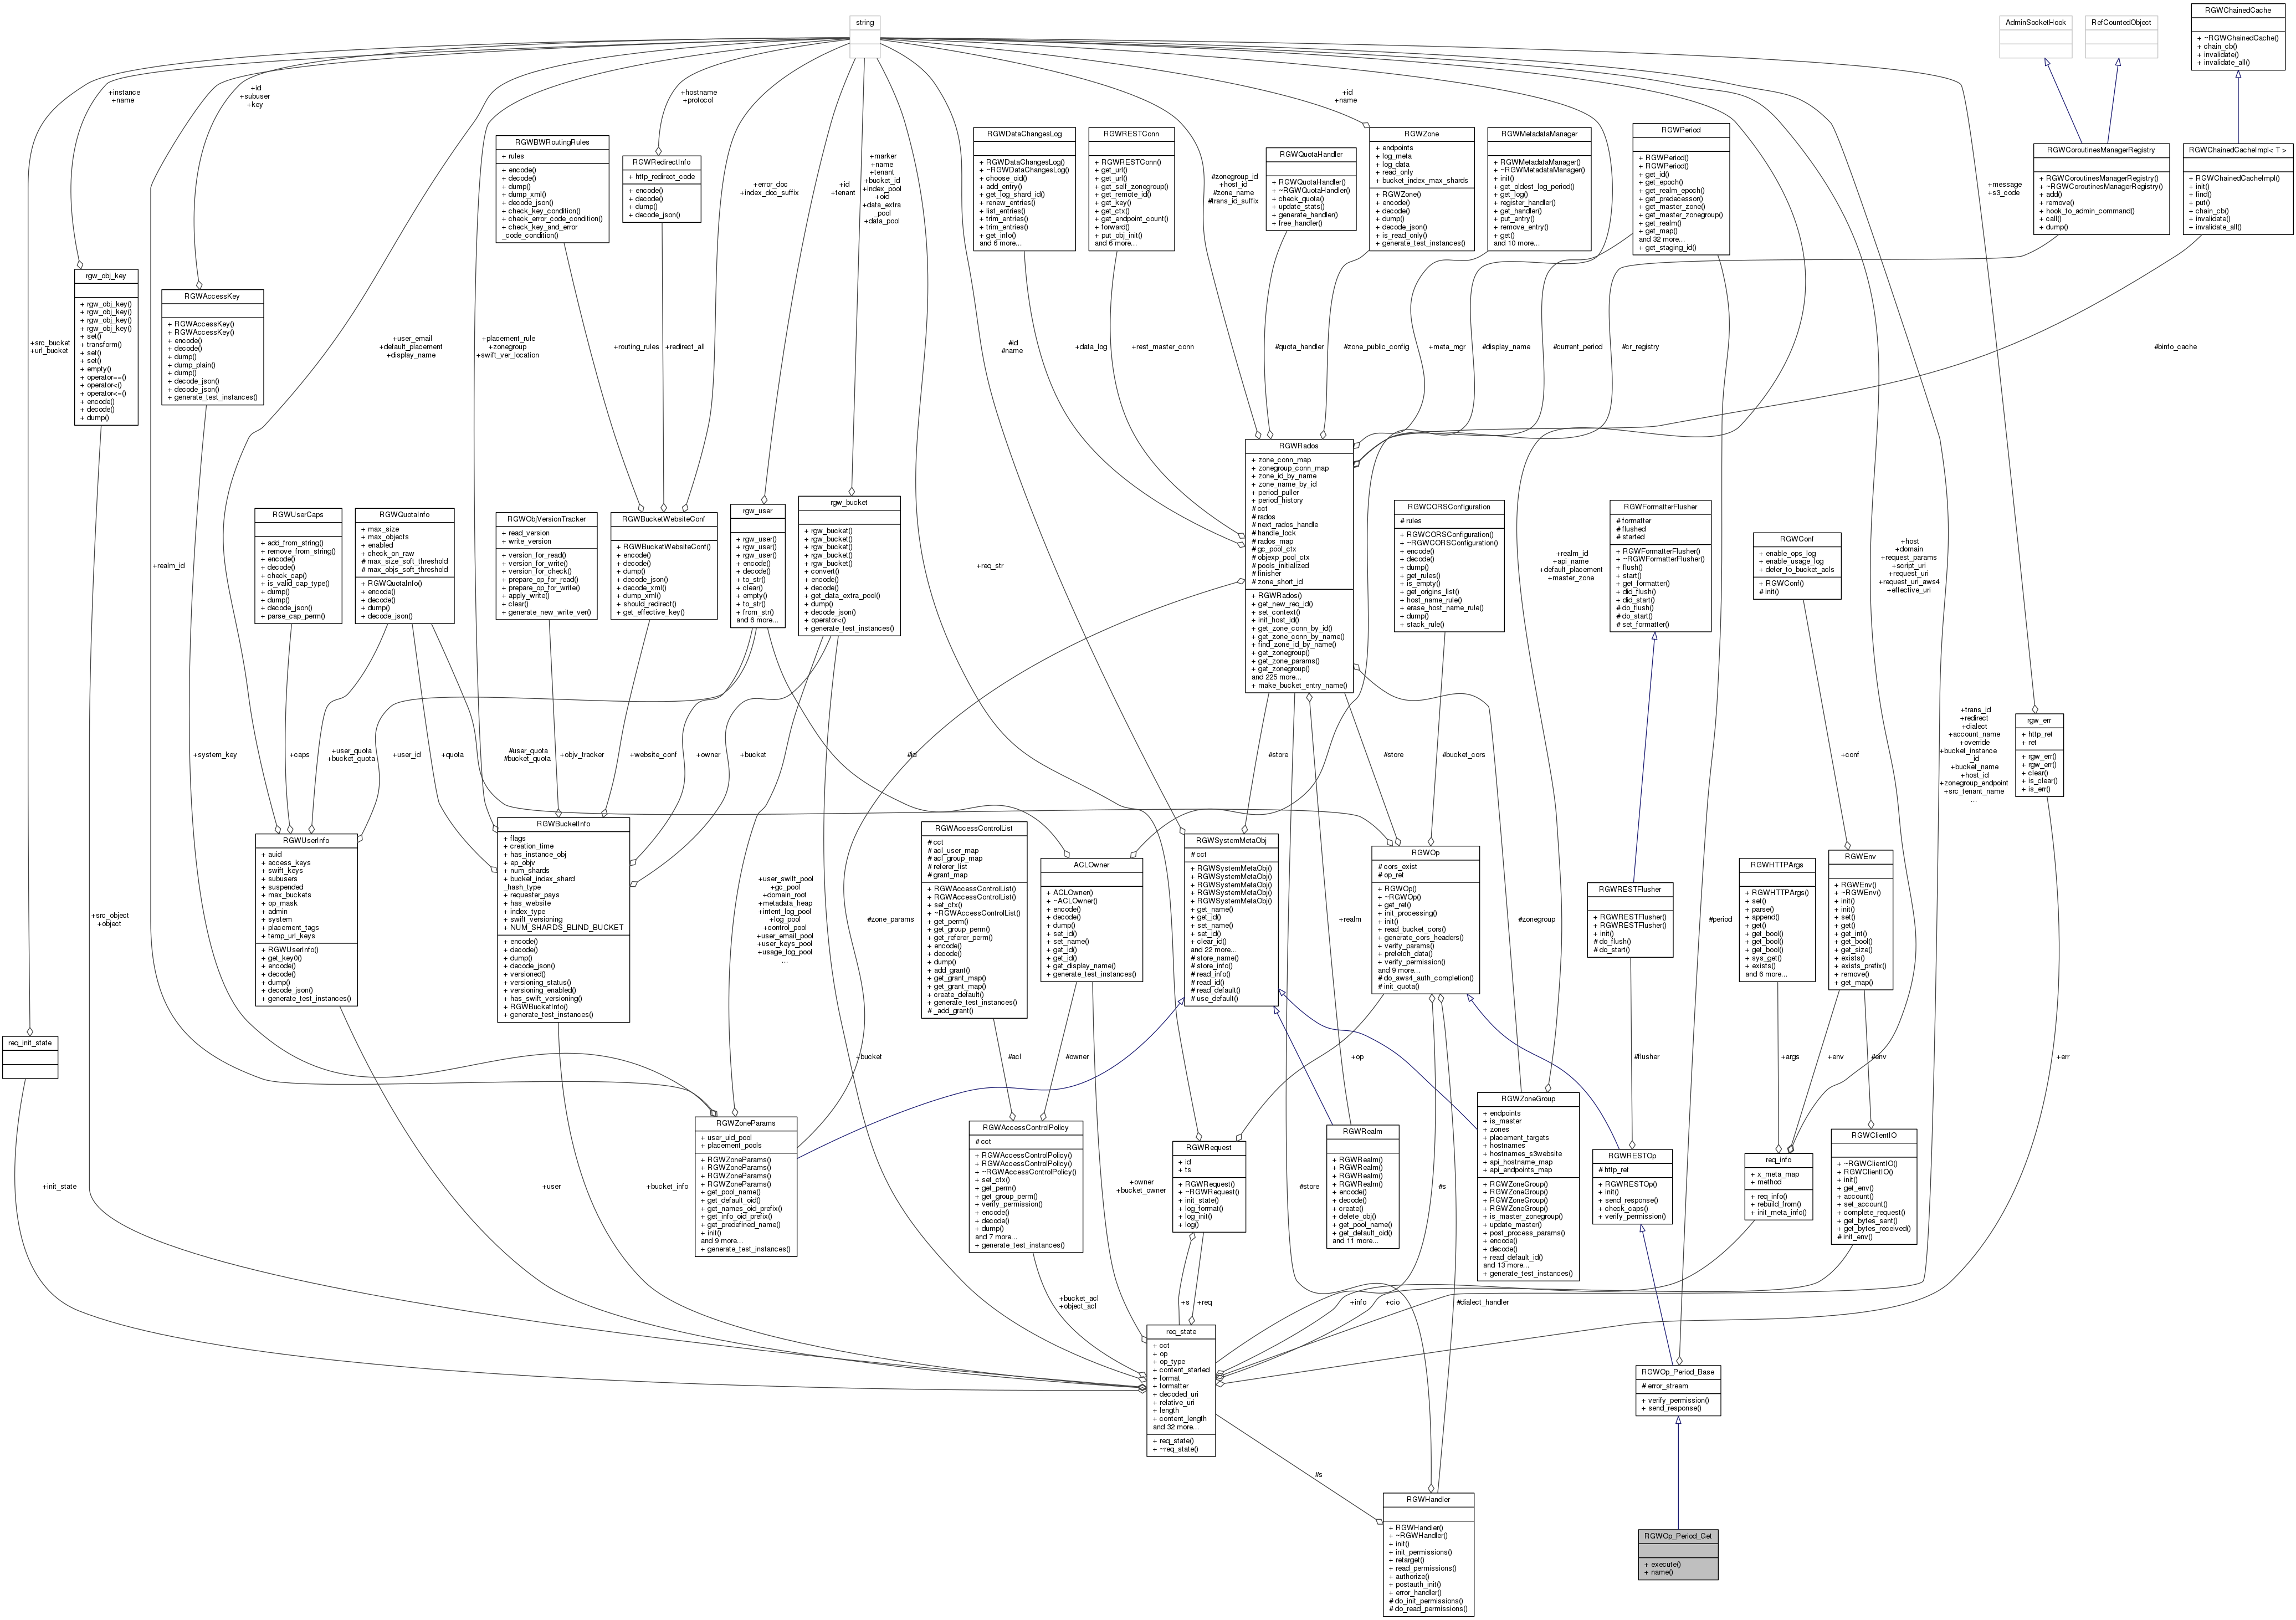 string
AdminSocketHook
RefCountedObject
RGWChainedCache
+ ~RGWChainedCache()
+ chain_cb()
+ invalidate()
+ invalidate_all()
+instance
+name
+id
+subuser
+key
+hostname
+protocol
+id
+name
RGWBWRoutingRules
+ rules
+ encode()
+ decode()
+ dump()
+ dump_xml()
+ decode_json()
+ check_key_condition()
+ check_error_code_condition()
+ check_key_and_error
_code_condition()
RGWRedirectInfo
+ http_redirect_code
+ encode()
+ decode()
+ dump()
+ decode_json()
+error_doc
+index_doc_suffix
+id
+tenant
+marker
+name
+tenant
+bucket_id
+index_pool
+oid
+data_extra
_pool
+data_pool
RGWDataChangesLog
+ RGWDataChangesLog()
+ ~RGWDataChangesLog()
+ choose_oid()
+ add_entry()
+ get_log_shard_id()
+ renew_entries()
+ list_entries()
+ trim_entries()
+ trim_entries()
+ get_info()
and 6 more...
RGWRESTConn
+ RGWRESTConn()
+ get_url()
+ get_url()
+ get_self_zonegroup()
+ get_remote_id()
+ get_key()
+ get_ctx()
+ get_endpoint_count()
+ forward()
+ put_obj_init()
and 6 more...
#zonegroup_id
#host_id
#zone_name
#trans_id_suffix
RGWQuotaHandler
+ RGWQuotaHandler()
+ ~RGWQuotaHandler()
+ check_quota()
+ update_stats()
+ generate_handler()
+ free_handler()
RGWZone
+ endpoints
+ log_meta
+ log_data
+ read_only
+ bucket_index_max_shards
+ RGWZone()
+ encode()
+ decode()
+ dump()
+ decode_json()
+ is_read_only()
+ generate_test_instances()
RGWMetadataManager
+ RGWMetadataManager()
+ ~RGWMetadataManager()
+ init()
+ get_oldest_log_period()
+ get_log()
+ register_handler()
+ get_handler()
+ put_entry()
+ remove_entry()
+ get()
and 10 more...
RGWPeriod
+ RGWPeriod()
+ RGWPeriod()
+ get_id()
+ get_epoch()
+ get_realm_epoch()
+ get_predecessor()
+ get_master_zone()
+ get_master_zonegroup()
+ get_realm()
+ get_map()
and 32 more...
+ get_staging_id()
+message
+s3_code
RGWCoroutinesManagerRegistry
+ RGWCoroutinesManagerRegistry()
+ ~RGWCoroutinesManagerRegistry()
+ add()
+ remove()
+ hook_to_admin_command()
+ call()
+ dump()
RGWChainedCacheImpl< T >
+ RGWChainedCacheImpl()
+ init()
+ find()
+ put()
+ chain_cb()
+ invalidate()
+ invalidate_all()
+src_bucket
+url_bucket
rgw_obj_key
+ rgw_obj_key()
+ rgw_obj_key()
+ rgw_obj_key()
+ rgw_obj_key()
+ set()
+ transform()
+ set()
+ set()
+ empty()
+ operator==()
+ operator<()
+ operator<=()
+ encode()
+ decode()
+ dump()
RGWAccessKey
+ RGWAccessKey()
+ RGWAccessKey()
+ encode()
+ decode()
+ dump()
+ dump_plain()
+ dump()
+ decode_json()
+ decode_json()
+ generate_test_instances()
+user_email
+default_placement
+display_name
+placement_rule
+zonegroup
+swift_ver_location
+routing_rules
+redirect_all
#id
#name
+data_log
+rest_master_conn
#quota_handler
#zone_public_config
+meta_mgr
#display_name
#current_period
#cr_registry
#binfo_cache
+realm_id
RGWUserCaps
+ add_from_string()
+ remove_from_string()
+ encode()
+ decode()
+ check_cap()
+ is_valid_cap_type()
+ dump()
+ dump()
+ decode_json()
+ parse_cap_perm()
RGWQuotaInfo
+ max_size
+ max_objects
+ enabled
+ check_on_raw
# max_size_soft_threshold
# max_objs_soft_threshold
+ RGWQuotaInfo()
+ encode()
+ decode()
+ dump()
+ decode_json()
RGWObjVersionTracker
+ read_version
+ write_version
+ version_for_read()
+ version_for_write()
+ version_for_check()
+ prepare_op_for_read()
+ prepare_op_for_write()
+ apply_write()
+ clear()
+ generate_new_write_ver()
RGWBucketWebsiteConf
+ RGWBucketWebsiteConf()
+ encode()
+ decode()
+ dump()
+ decode_json()
+ decode_xml()
+ dump_xml()
+ should_redirect()
+ get_effective_key()
rgw_user
+ rgw_user()
+ rgw_user()
+ rgw_user()
+ encode()
+ decode()
+ to_str()
+ clear()
+ empty()
+ to_str()
+ from_str()
and 6 more...
rgw_bucket
+ rgw_bucket()
+ rgw_bucket()
+ rgw_bucket()
+ rgw_bucket()
+ rgw_bucket()
+ convert()
+ encode()
+ decode()
+ get_data_extra_pool()
+ dump()
+ decode_json()
+ operator<()
+ generate_test_instances()
+req_str
RGWRados
+ zone_conn_map
+ zonegroup_conn_map
+ zone_id_by_name
+ zone_name_by_id
+ period_puller
+ period_history
# cct
# rados
# next_rados_handle
# handle_lock
# rados_map
# gc_pool_ctx
# objexp_pool_ctx
# pools_initialized
# finisher
# zone_short_id
+ RGWRados()
+ get_new_req_id()
+ set_context()
+ init_host_id()
+ get_zone_conn_by_id()
+ get_zone_conn_by_name()
+ find_zone_id_by_name()
+ get_zonegroup()
+ get_zone_params()
+ get_zonegroup()
and 225 more...
+ make_bucket_entry_name()
RGWCORSConfiguration
# rules
+ RGWCORSConfiguration()
+ ~RGWCORSConfiguration()
+ encode()
+ decode()
+ dump()
+ get_rules()
+ is_empty()
+ get_origins_list()
+ host_name_rule()
+ erase_host_name_rule()
+ dump()
+ stack_rule()
#realm_id
+api_name
+default_placement
+master_zone
RGWFormatterFlusher
# formatter
# flushed
# started
+ RGWFormatterFlusher()
+ ~RGWFormatterFlusher()
+ flush()
+ start()
+ get_formatter()
+ did_flush()
+ did_start()
# do_flush()
# do_start()
# set_formatter()
RGWConf
+ enable_ops_log
+ enable_usage_log
+ defer_to_bucket_acls
+ RGWConf()
# init()
+host
+domain
+request_params
+script_uri
+request_uri
+request_uri_aws4
+effective_uri
+system_key
+caps
+user_quota
+bucket_quota
+user_id
+quota
#user_quota
#bucket_quota
+objv_tracker
+website_conf
+owner
+bucket
#id
#store
#store
#bucket_cors
+conf
+trans_id
+redirect
+dialect
+account_name
+override
+bucket_instance
_id
+bucket_name
+host_id
+zonegroup_endpoint
+src_tenant_name
...
rgw_err
+ http_ret
+ ret
+ rgw_err()
+ rgw_err()
+ clear()
+ is_clear()
+ is_err()
RGWUserInfo
+ auid
+ access_keys
+ swift_keys
+ subusers
+ suspended
+ max_buckets
+ op_mask
+ admin
+ system
+ placement_tags
+ temp_url_keys
+ RGWUserInfo()
+ get_key0()
+ encode()
+ decode()
+ dump()
+ decode_json()
+ generate_test_instances()
RGWBucketInfo
+ flags
+ creation_time
+ has_instance_obj
+ ep_objv
+ num_shards
+ bucket_index_shard
_hash_type
+ requester_pays
+ has_website
+ index_type
+ swift_versioning
+ NUM_SHARDS_BLIND_BUCKET
+ encode()
+ decode()
+ dump()
+ decode_json()
+ versioned()
+ versioning_status()
+ versioning_enabled()
+ has_swift_versioning()
+ RGWBucketInfo()
+ generate_test_instances()
+user_swift_pool
+gc_pool
+domain_root
+metadata_heap
+intent_log_pool
+log_pool
+control_pool
+user_email_pool
+user_keys_pool
+usage_log_pool
...
#zone_params
RGWAccessControlList
# cct
# acl_user_map
# acl_group_map
# referer_list
# grant_map
+ RGWAccessControlList()
+ RGWAccessControlList()
+ set_ctx()
+ ~RGWAccessControlList()
+ get_perm()
+ get_group_perm()
+ get_referer_perm()
+ encode()
+ decode()
+ dump()
+ add_grant()
+ get_grant_map()
+ get_grant_map()
+ create_default()
+ generate_test_instances()
# _add_grant()
ACLOwner
+ ACLOwner()
+ ~ACLOwner()
+ encode()
+ decode()
+ dump()
+ set_id()
+ set_name()
+ get_id()
+ get_id()
+ get_display_name()
+ generate_test_instances()
RGWSystemMetaObj
# cct
+ RGWSystemMetaObj()
+ RGWSystemMetaObj()
+ RGWSystemMetaObj()
+ RGWSystemMetaObj()
+ RGWSystemMetaObj()
+ get_name()
+ get_id()
+ set_name()
+ set_id()
+ clear_id()
and 22 more...
# store_name()
# store_info()
# read_info()
# read_id()
# read_default()
# use_default()
+realm
RGWOp
# cors_exist
# op_ret
+ RGWOp()
+ ~RGWOp()
+ get_ret()
+ init_processing()
+ init()
+ read_bucket_cors()
+ generate_cors_headers()
+ verify_params()
+ prefetch_data()
+ verify_permission()
and 9 more...
# do_aws4_auth_completion()
# init_quota()
#zonegroup
RGWRESTFlusher
+ RGWRESTFlusher()
+ RGWRESTFlusher()
+ init()
# do_flush()
# do_start()
#period
RGWHTTPArgs
+ RGWHTTPArgs()
+ set()
+ parse()
+ append()
+ get()
+ get_bool()
+ get_bool()
+ get_bool()
+ sys_get()
+ exists()
and 6 more...
RGWEnv
+ RGWEnv()
+ ~RGWEnv()
+ init()
+ init()
+ set()
+ get()
+ get_int()
+ get_bool()
+ get_size()
+ exists()
+ exists_prefix()
+ remove()
+ get_map()
+src_object
+object
req_init_state
+bucket
#acl
#owner
+op
#flusher
+args
+env
#env
+err
RGWZoneParams
+ user_uid_pool
+ placement_pools
+ RGWZoneParams()
+ RGWZoneParams()
+ RGWZoneParams()
+ RGWZoneParams()
+ get_pool_name()
+ get_default_oid()
+ get_names_oid_prefix()
+ get_info_oid_prefix()
+ get_predefined_name()
+ init()
and 9 more...
+ generate_test_instances()
RGWAccessControlPolicy
# cct
+ RGWAccessControlPolicy()
+ RGWAccessControlPolicy()
+ ~RGWAccessControlPolicy()
+ set_ctx()
+ get_perm()
+ get_group_perm()
+ verify_permission()
+ encode()
+ decode()
+ dump()
and 7 more...
+ generate_test_instances()
RGWRequest
+ id
+ ts
+ RGWRequest()
+ ~RGWRequest()
+ init_state()
+ log_format()
+ log_init()
+ log()
RGWRealm
+ RGWRealm()
+ RGWRealm()
+ RGWRealm()
+ RGWRealm()
+ encode()
+ decode()
+ create()
+ delete_obj()
+ get_pool_name()
+ get_default_oid()
and 11 more...
RGWZoneGroup
+ endpoints
+ is_master
+ zones
+ placement_targets
+ hostnames
+ hostnames_s3website
+ api_hostname_map
+ api_endpoints_map
+ RGWZoneGroup()
+ RGWZoneGroup()
+ RGWZoneGroup()
+ RGWZoneGroup()
+ is_master_zonegroup()
+ update_master()
+ post_process_params()
+ encode()
+ decode()
+ read_default_id()
and 13 more...
+ generate_test_instances()
RGWRESTOp
# http_ret
+ RGWRESTOp()
+ init()
+ send_response()
+ check_caps()
+ verify_permission()
req_info
+ x_meta_map
+ method
+ req_info()
+ rebuild_from()
+ init_meta_info()
RGWClientIO
+ ~RGWClientIO()
+ RGWClientIO()
+ init()
+ get_env()
+ account()
+ set_account()
+ complete_request()
+ get_bytes_sent()
+ get_bytes_received()
# init_env()
+init_state
+user
+bucket_info
+owner
+bucket_owner
#store
#s
+bucket_acl
+object_acl
+s
+req
+info
+cio
#dialect_handler
req_state
+ cct
+ op
+ op_type
+ content_started
+ format
+ formatter
+ decoded_uri
+ relative_uri
+ length
+ content_length
and 32 more...
+ req_state()
+ ~req_state()
RGWOp_Period_Base
# error_stream
+ verify_permission()
+ send_response()
#s
RGWHandler
+ RGWHandler()
+ ~RGWHandler()
+ init()
+ init_permissions()
+ retarget()
+ read_permissions()
+ authorize()
+ postauth_init()
+ error_handler()
# do_init_permissions()
# do_read_permissions()
RGWOp_Period_Get
+ execute()
+ name()